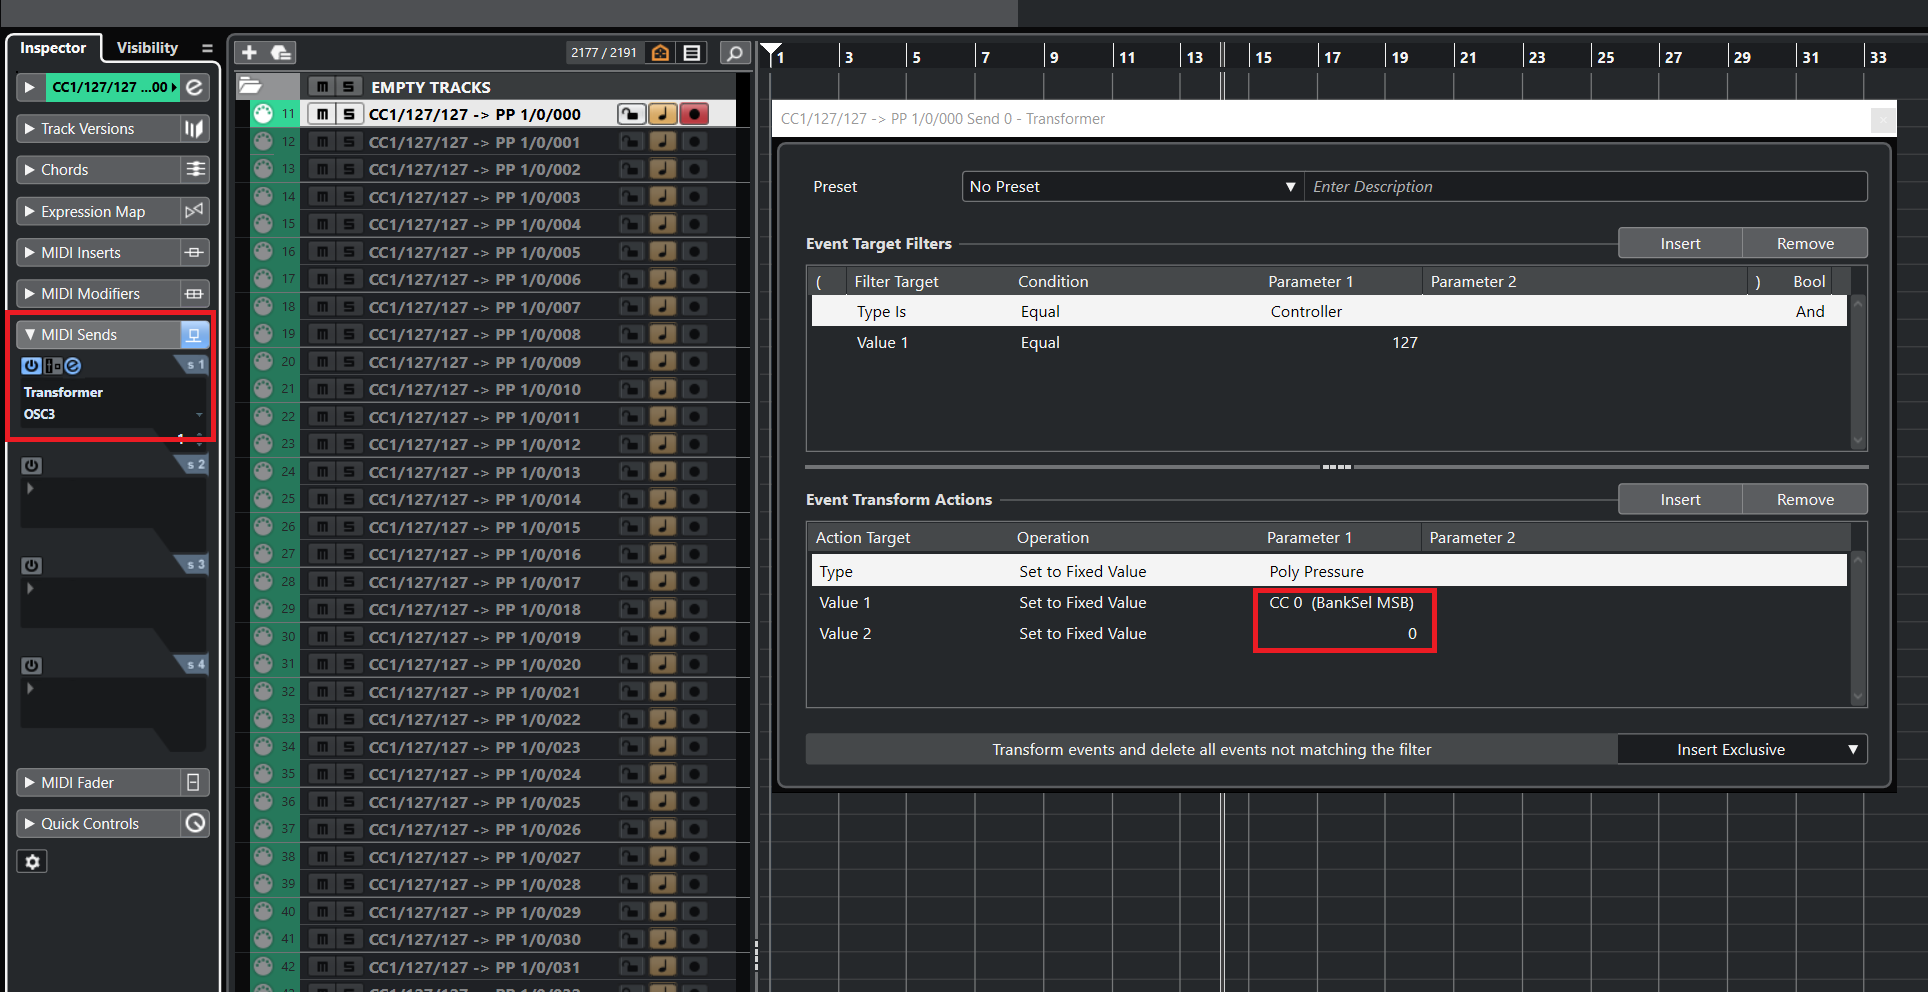 Inspector
Visibility
CC1/127/127 ...00
Track Versions
Chords
Expression Map
MIDI Inserts
MIDI Modifiers
MIDI Sends
s 1
Transformer
OSC3
1
s 2
s 3
s 4
MIDI Fader
Quick Controls
2177 / 2191
M S EMPTY TRACKS
11 M S CC1/127/127 -> PP 1/0/000
12 M S CC1/127/127 -> PP 1/0/001
13 M S CC1/127/127 -> PP 1/0/002
14 M S CC1/127/127 -> PP 1/0/003
15 M S CC1/127/127 -> PP 1/0/004
16 M S CC1/127/127 -> PP 1/0/005
17 M S CC1/127/127 -> PP 1/0/006
18 M S CC1/127/127 -> PP 1/0/007
19 M S CC1/127/127 -> PP 1/0/008
20 M S CC1/127/127 -> PP 1/0/009
21 M S CC1/127/127 -> PP 1/0/010
22 M S CC1/127/127 -> PP 1/0/011
23 M S CC1/127/127 -> PP 1/0/012
24 M S CC1/127/127 -> PP 1/0/013
25 M S CC1/127/127 -> PP 1/0/014
26 M S CC1/127/127 -> PP 1/0/015
27 M S CC1/127/127 -> PP 1/0/016
28 M S CC1/127/127 -> PP 1/0/017
29 M S CC1/127/127 -> PP 1/0/018
30 M S CC1/127/127 -> PP 1/0/019
31 M S CC1/127/127 -> PP 1/0/020
32 M S CC1/127/127 -> PP 1/0/021
33 M S CC1/127/127 -> PP 1/0/022
34 M S CC1/127/127 -> PP 1/0/023
35 M S CC1/127/127 -> PP 1/0/024
36 M S CC1/127/127 -> PP 1/0/025
37 M S CC1/127/127 -> PP 1/0/026
38 M S CC1/127/127 -> PP 1/0/027
39 M S CC1/127/127 -> PP 1/0/028
40 M S CC1/127/127 -> PP 1/0/029
41 M S CC1/127/127 -> PP 1/0/030
42 M S CC1/127/127 -> PP 1/0/031
1 3 5 7 9 11 13 15 17 19 21 23 25 27 29 31 33
CC1/127/127 -> PP 1/0/000 Send 0 - Transformer
Preset No Preset Enter Description
Event Target Filters Insert Remove
( Filter Target Condition Parameter 1 Parameter 2 ) Bool
Type Is Equal Controller And
Value 1 Equal 127
Event Transform Actions Insert Remove
Action Target Operation Parameter 1 Parameter 2
Type Set to Fixed Value Poly Pressure
Value 1 Set to Fixed Value CC 0 (BankSel MSB)
Value 2 Set to Fixed Value 0
Transform events and delete all events not matching the filter Insert Exclusive